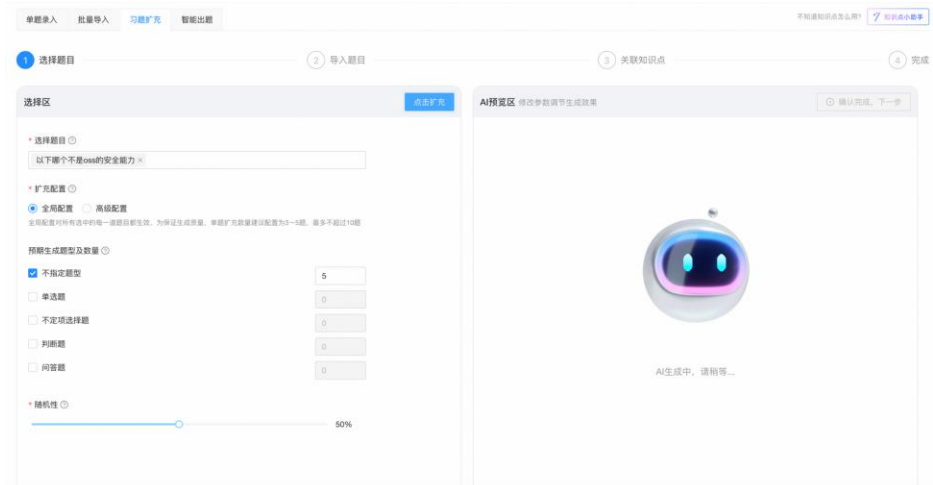 单题录入 批量导入 习题扩充 智能出题
不知道知识点怎么用? 知识点小助手
1 选择题目 2 导入题目 3 关联知识点 4 完成
选择区 点击扩充
AI预览区 修改参数调节生成效果 确认完成，下一步
* 选择题目
以下哪个不是oss的安全能力 ×
* 扩充配置
全局配置 高级配置
全局配置对所有选中的每一道题目都生效，为保证生成质量，单题扩充数量建议配置为3~5题，最多不超过10题
预期生成题型及数量
不指定题型 5
单选题 0
不定项选择题 0
判断题 0
问答题 0
* 随机性
50%
AI生成中，请稍等...